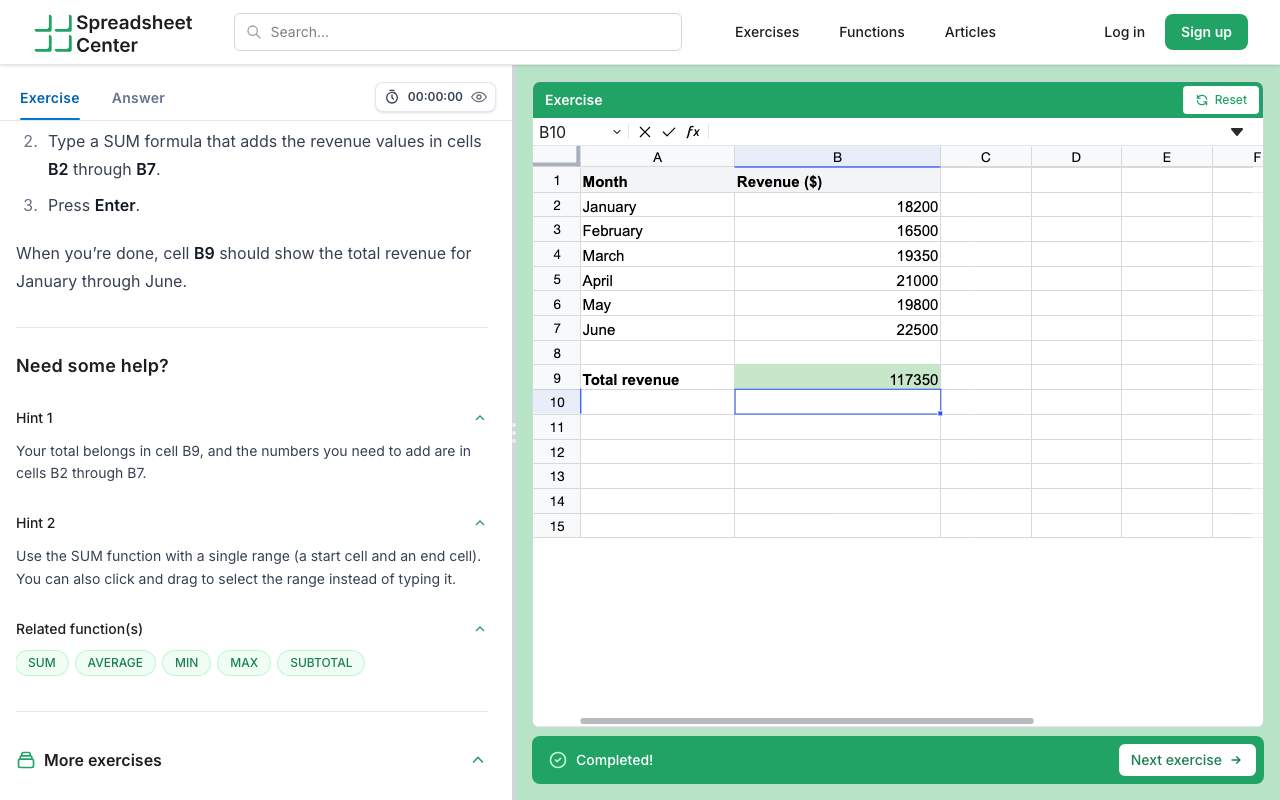 Spreadsheet
Center
Search...
Exercises
Functions
Articles
Log in
Sign up
Exercise
Answer
00:00:00
2. Type a SUM formula that adds the revenue values in cells
B2 through B7.
3. Press Enter.
When you’re done, cell B9 should show the total revenue for
January through June.
Need some help?
Hint 1
Your total belongs in cell B9, and the numbers you need to add are in
cells B2 through B7.
Hint 2
Use the SUM function with a single range (a start cell and an end cell).
You can also click and drag to select the range instead of typing it.
Related function(s)
SUM AVERAGE MIN MAX SUBTOTAL
More exercises
Exercise
Reset
B10
fx
A B C D E F
1 Month Revenue ($)
2 January 18200
3 February 16500
4 March 19350
5 April 21000
6 May 19800
7 June 22500
8
9 Total revenue 117350
10
11
12
13
14
15
Completed!
Next exercise →